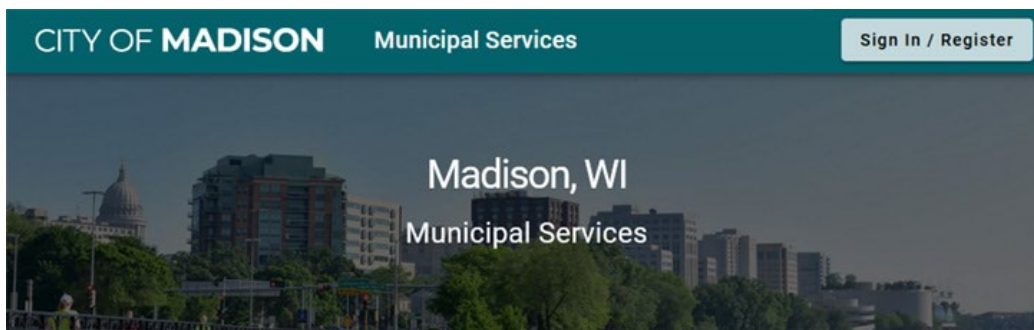 CITY OF MADISON Municipal Services Sign In / Register
Madison, WI
Municipal Services